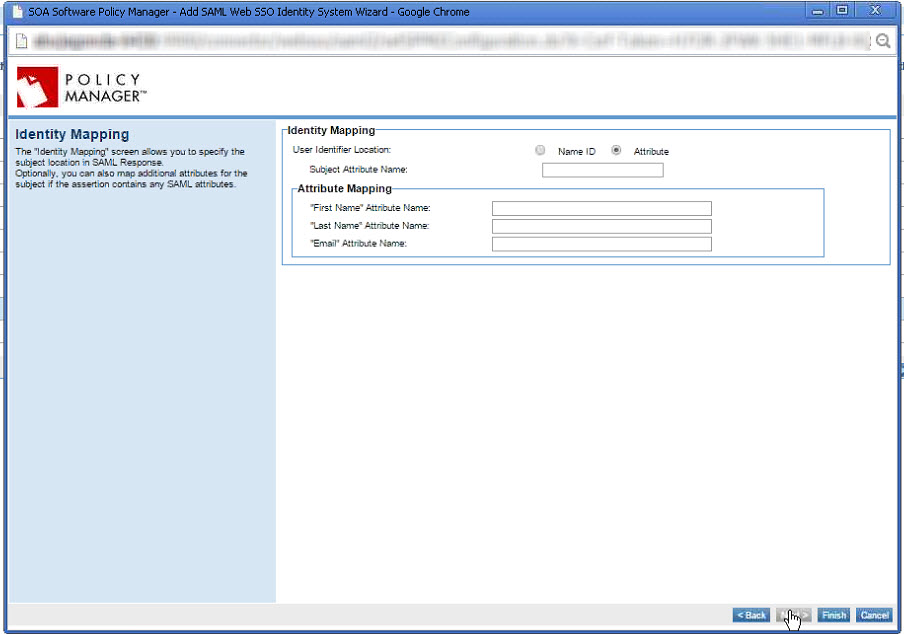 SOA Software Policy Manager - Add SAML Web SSO Identity System Wizard - Google Chrome
POLICY
MANAGER™
Identity Mapping
The "Identity Mapping" screen allows you to specify the
subject location in SAML Response.
Optionally, you can also map additional attributes for the
subject if the assertion contains any SAML attributes.
Identity Mapping
User Identifier Location: Name ID Attribute
Subject Attribute Name:
Attribute Mapping
"First Name" Attribute Name:
"Last Name" Attribute Name:
"Email" Attribute Name:
< Back Finish Cancel